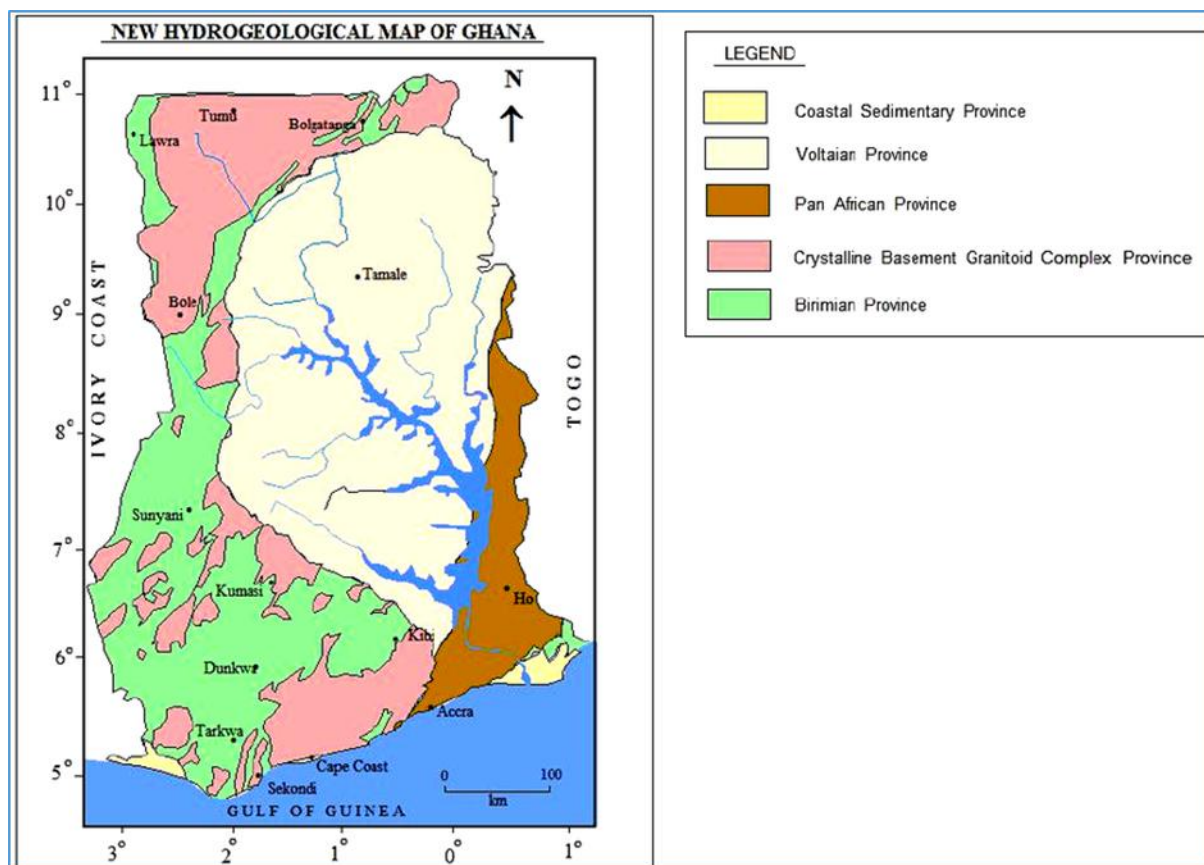 NEW HYDROGEOLOGICAL MAP OF GHANA
11°
10°
9°
8°
7°
6°
5°
3°
2°
1°
0°
1°
N
Tumu
Bolgatanga
Lawra
Tamale
Bole
Sunyani
Kumasi
Ho
Kibi
Dunkwa
Accra
Tarkwa
Cape Coast
Sekondi
IVORY COAST
TOGO
GULF OF GUINEA
0 100
km
LEGEND
Coastal Sedimentary Province
Voltaian Province
Pan African Province
Crystalline Basement Granitoid Complex Province
Birimian Province